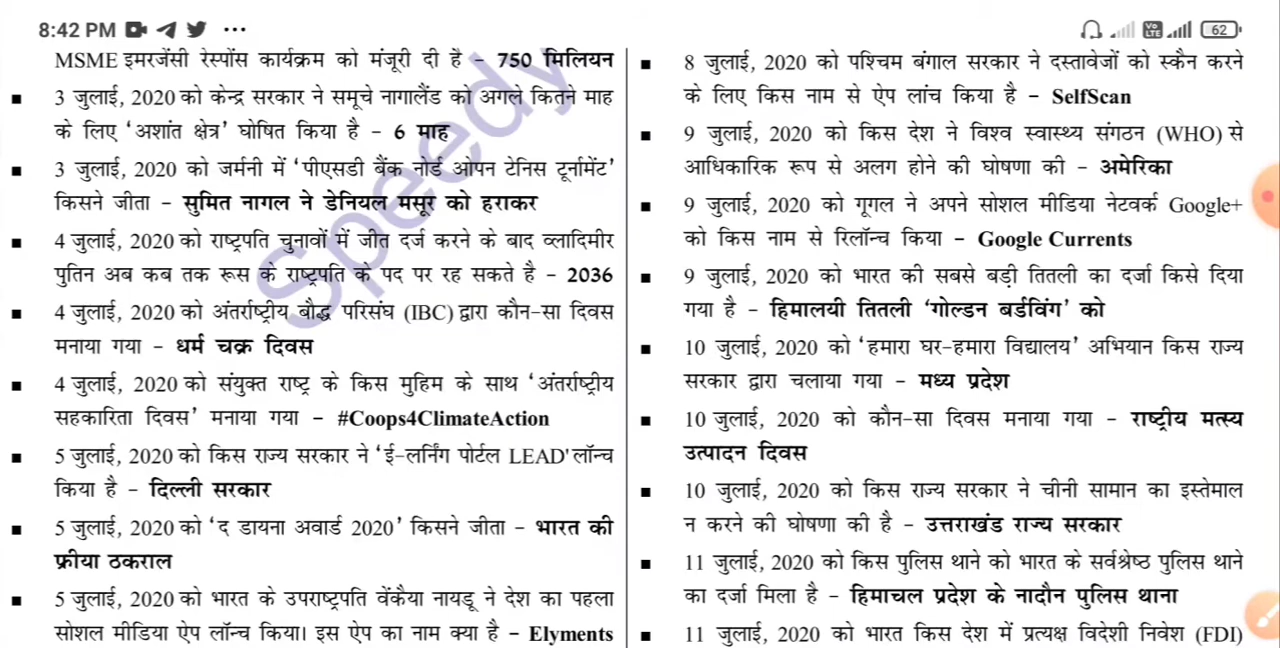 8:42 PM ...
Vo LTE 62
MSME इमरजेंसी रेस्पोंस कार्यक्रम को मंजूरी दी है – 750 मिलियन
■ 3 जुलाई, 2020 को केन्द्र सरकार ने समूचे नागालैंड को अगले कितने माह
के लिए ‘अशांत क्षेत्र’ घोषित किया है – 6 माह
■ 3 जुलाई, 2020 को जर्मनी में ‘पीएसडी बैंक नोर्ड ओपन टेनिस टूर्नामेंट’
किसने जीता – सुमित नागल ने डेनियल मसूर को हराकर
■ 4 जुलाई, 2020 को राष्ट्रपति चुनावों में जीत दर्ज करने के बाद व्लादिमीर
पुतिन अब कब तक रूस के राष्ट्रपति के पद पर रह सकते है – 2036
■ 4 जुलाई, 2020 को अंतर्राष्ट्रीय बौद्ध परिसंघ (IBC) द्वारा कौन-सा दिवस
मनाया गया – धर्म चक्र दिवस
■ 4 जुलाई, 2020 को संयुक्त राष्ट्र के किस मुहिम के साथ ‘अंतर्राष्ट्रीय
सहकारिता दिवस’ मनाया गया – #Coops4ClimateAction
■ 5 जुलाई, 2020 को किस राज्य सरकार ने ‘ई-लर्निंग पोर्टल LEAD' लॉन्च
किया है – दिल्ली सरकार
■ 5 जुलाई, 2020 को ‘द डायना अवार्ड 2020’ किसने जीता – भारत की
फ्रीया ठकराल
■ 5 जुलाई, 2020 को भारत के उपराष्ट्रपति वेंकैया नायडू ने देश का पहला
सोशल मीडिया ऐप लॉन्च किया। इस ऐप का नाम क्या है – Elyments
■ 8 जुलाई, 2020 को पश्चिम बंगाल सरकार ने दस्तावेजों को स्कैन करने
के लिए किस नाम से ऐप लांच किया है – SelfScan
■ 9 जुलाई, 2020 को किस देश ने विश्व स्वास्थ्य संगठन (WHO) से
आधिकारिक रूप से अलग होने की घोषणा की – अमेरिका
■ 9 जुलाई, 2020 को गूगल ने अपने सोशल मीडिया नेटवर्क Google+
को किस नाम से रिलॉन्च किया – Google Currents
■ 9 जुलाई, 2020 को भारत की सबसे बड़ी तितली का दर्जा किसे दिया
गया है – हिमालयी तितली ‘गोल्डन बर्डविंग’ को
■ 10 जुलाई, 2020 को ‘हमारा घर-हमारा विद्यालय’ अभियान किस राज्य
सरकार द्वारा चलाया गया – मध्य प्रदेश
■ 10 जुलाई, 2020 को कौन-सा दिवस मनाया गया – राष्ट्रीय मत्स्य
उत्पादन दिवस
■ 10 जुलाई, 2020 को किस राज्य सरकार ने चीनी सामान का इस्तेमाल
न करने की घोषणा की है – उत्तराखंड राज्य सरकार
■ 11 जुलाई, 2020 को किस पुलिस थाने को भारत के सर्वश्रेष्ठ पुलिस थाने
का दर्जा मिला है – हिमाचल प्रदेश के नादौन पुलिस थाना
■ 11 जुलाई, 2020 को भारत किस देश में प्रत्यक्ष विदेशी निवेश (FDI)
Speedy